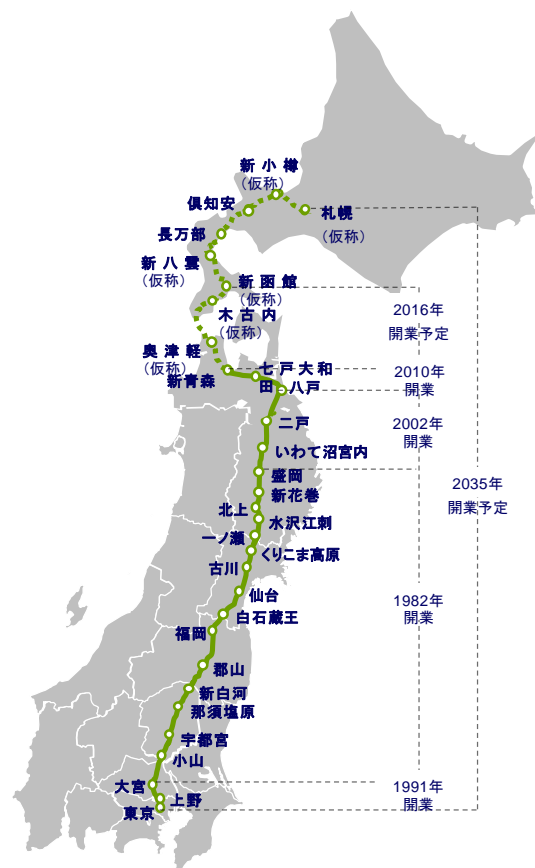 新小樽
(仮称)
倶知安
札幌
(仮称)
長万部
新八雲
(仮称)
新函館
(仮称)
木古内
(仮称)
2016年
開業予定
奥津軽
(仮称)
新青森
七戸大和
田
八戸
2010年
開業
二戸
2002年
開業
いわて沼宮内
盛岡
2035年
開業予定
新花巻
北上
水沢江刺
一ノ瀬
くりこま高原
古川
仙台
1982年
開業
白石蔵王
福岡
郡山
新白河
那須塩原
宇都宮
小山
大宮
1991年
開業
上野
東京